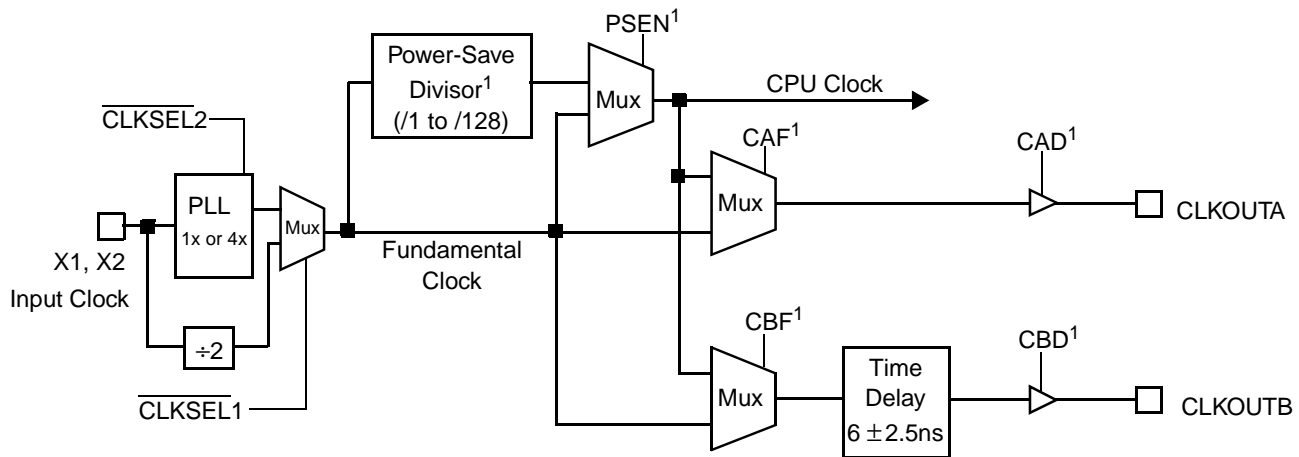 PSEN¹
Power-Save
Divisor¹
(/1 to /128)
Mux
CPU Clock
CLKSEL2
CAF¹
CAD¹
PLL
1x or 4x
Mux
Mux
CLKOUTA
X1, X2
Input Clock
Fundamental
Clock
÷2
CBF¹
CBD¹
Time
Delay
6 ±2.5ns
Mux
CLKSEL1
CLKOUTB